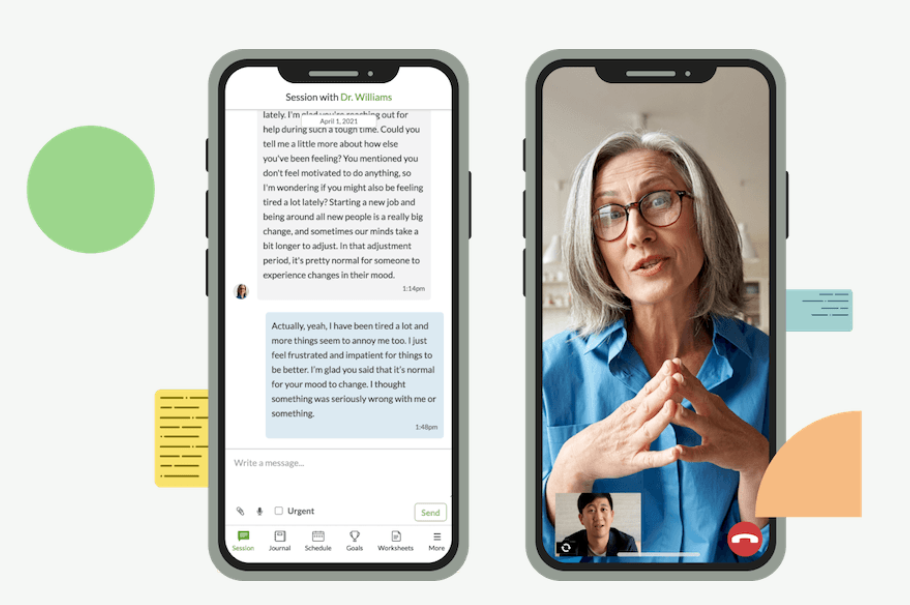 Session with Dr. Williams
April 1, 2021
lately. I'm glad you're reaching out for
help during such a tough time. Could you
tell me a little more about how else
you've been feeling? You mentioned you
don't feel motivated to do anything, so
I'm wondering if you might also be feeling
tired a lot lately? Starting a new job and
being around all new people is a really big
change, and sometimes our minds take a
bit longer to adjust. In that adjustment
period, it's pretty normal for someone to
experience changes in their mood.
1:14pm
Actually, yeah, I have been tired a lot and
more things seem to annoy me too. I just
feel frustrated and impatient for things to
be better. I'm glad you said that it's normal
for your mood to change. I thought
something was seriously wrong with me or
something.
1:48pm
Write a message...
Urgent
Send
Session
Journal
Schedule
Goals
Worksheets
More